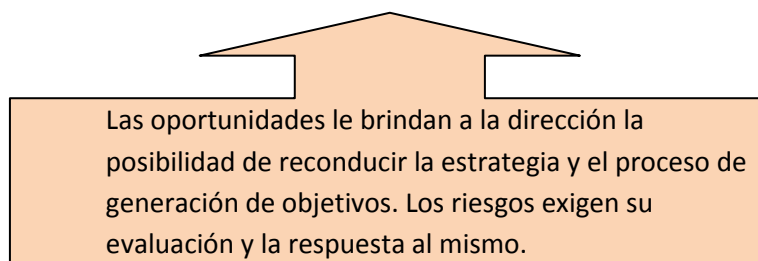 Las oportunidades le brindan a la dirección la
posibilidad de reconducir la estrategia y el proceso de
generación de objetivos. Los riesgos exigen su
evaluación y la respuesta al mismo.